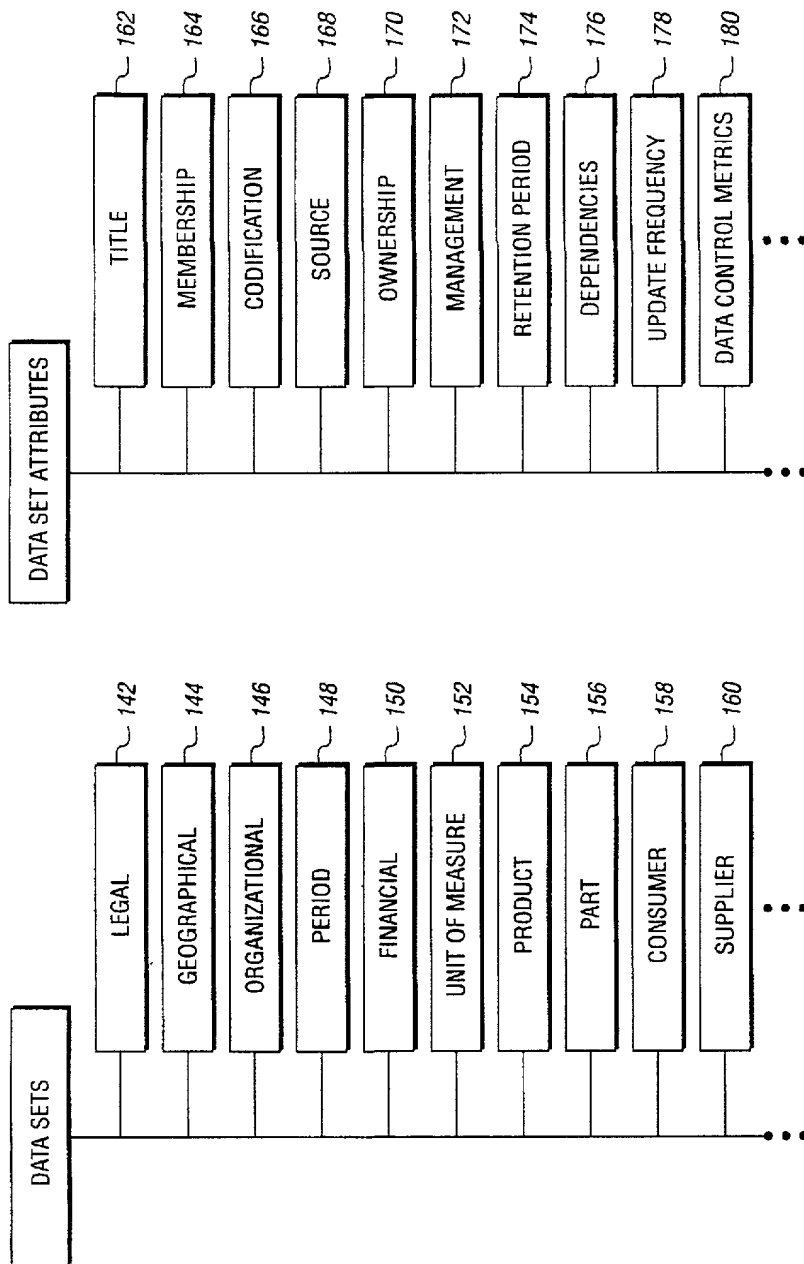 DATA SETS
LEGAL 142
GEOGRAPHICAL 144
ORGANIZATIONAL 146
PERIOD 148
FINANCIAL 150
UNIT OF MEASURE 152
PRODUCT 154
PART 156
CONSUMER 158
SUPPLIER 160
DATA SET ATTRIBUTES
TITLE 162
MEMBERSHIP 164
CODIFICATION 166
SOURCE 168
OWNERSHIP 170
MANAGEMENT 172
RETENTION PERIOD 174
DEPENDENCIES 176
UPDATE FREQUENCY 178
DATA CONTROL METRICS 180